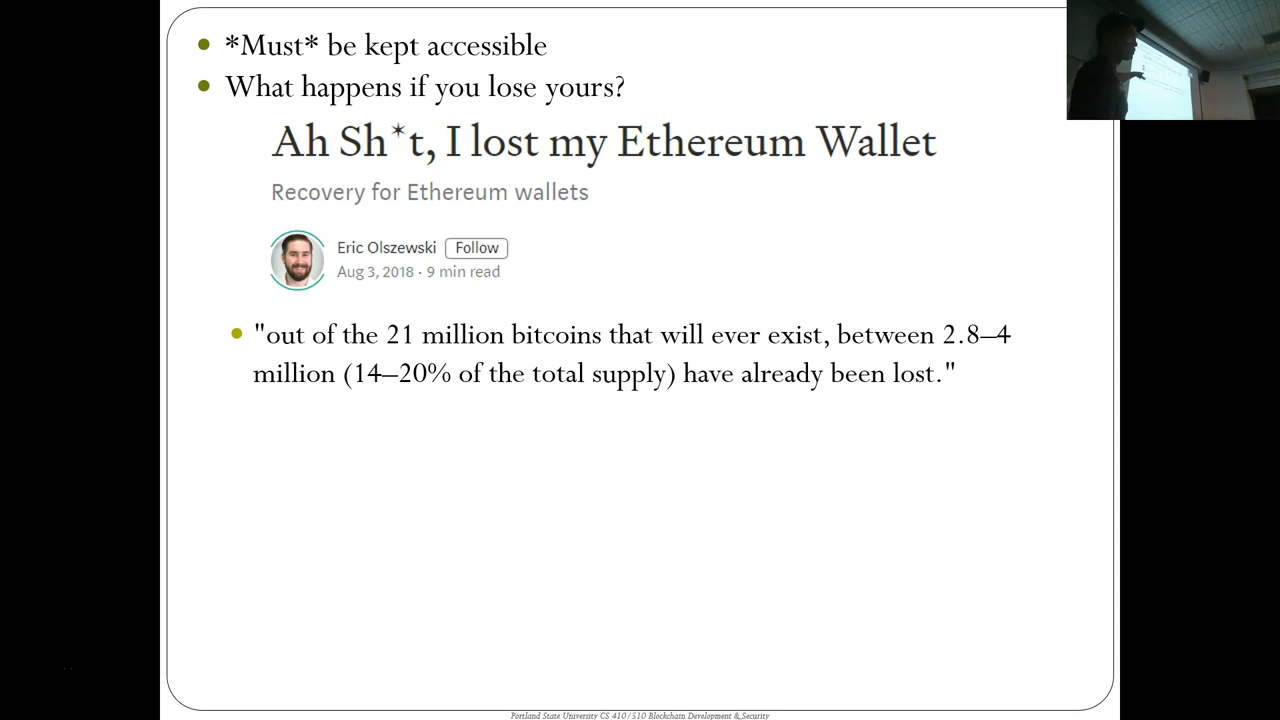 *Must* be kept accessible
What happens if you lose yours?
Ah Sh*t, I lost my Ethereum Wallet
Recovery for Ethereum wallets
Eric Olszewski Follow
Aug 3, 2018 · 9 min read
"out of the 21 million bitcoins that will ever exist, between 2.8–4
million (14–20% of the total supply) have already been lost."
Portland State University CS 410/510 Blockchain Development & Security